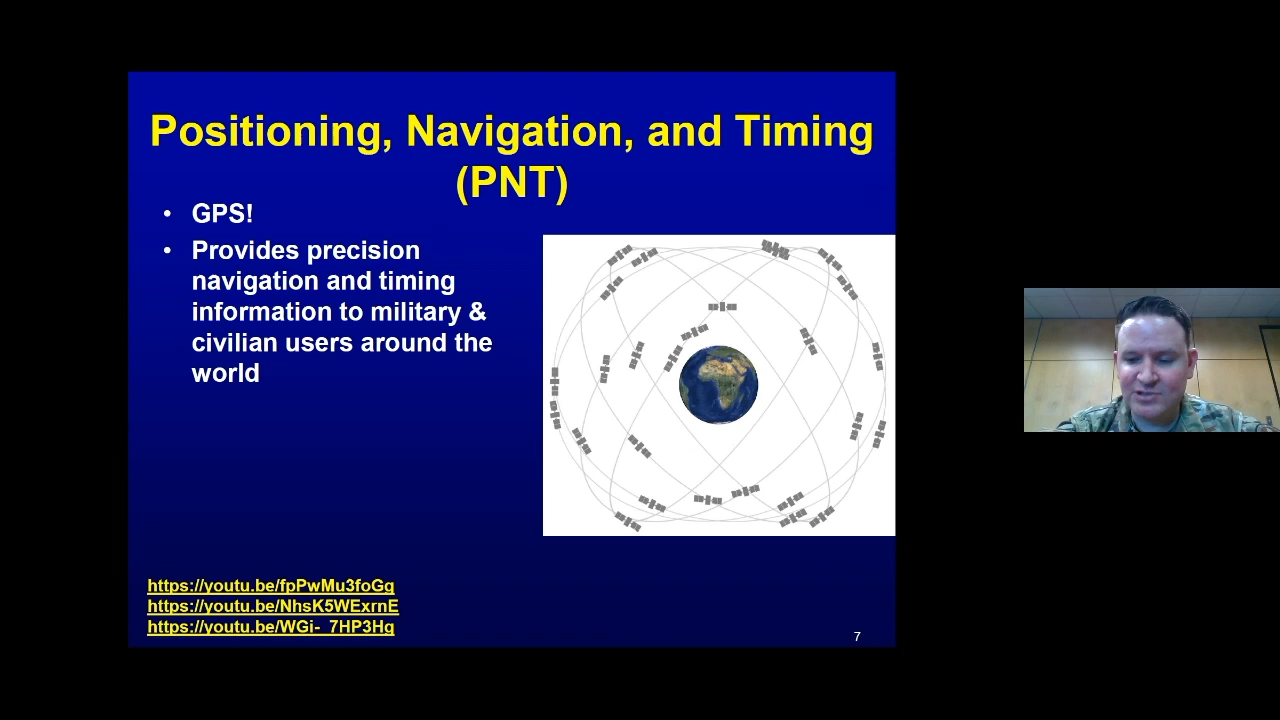 Positioning, Navigation, and Timing
(PNT)
• GPS!
• Provides precision
navigation and timing
information to military &
civilian users around the
world
https://youtu.be/fpPwMu3foGg
https://youtu.be/NhsK5WExrnE
https://youtu.be/WGi-_7HP3Hg
7